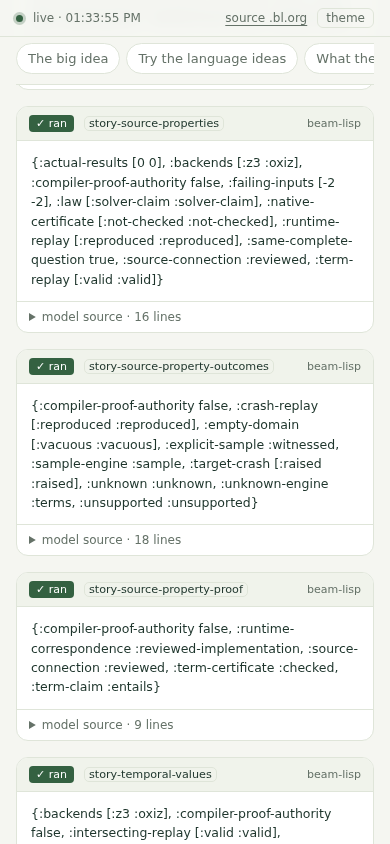 live · 01:33:55 PM source .bl.org theme
The big idea Try the language ideas What the
✓ ran story-source-properties beam-lisp
{:actual-results [0 0], :backends [:z3 :oxiz],
:compiler-proof-authority false, :failing-inputs [-2
-2], :law [:solver-claim :solver-claim], :native-
certificate [:not-checked :not-checked], :runtime-
replay [:reproduced :reproduced], :same-complete-
question true, :source-connection :reviewed, :term-
replay [:valid :valid]}
▶ model source · 16 lines
✓ ran story-source-property-outcomes beam-lisp
{:compiler-proof-authority false, :crash-replay
[:reproduced :reproduced], :empty-domain
[:vacuous :vacuous], :explicit-sample :witnessed,
:sample-engine :sample, :target-crash [:raised
:raised], :unknown :unknown, :unknown-engine
:terms, :unsupported :unsupported}
▶ model source · 18 lines
✓ ran story-source-property-proof beam-lisp
{:compiler-proof-authority false, :runtime-
correspondence :reviewed-implementation, :source-
connection :reviewed, :term-certificate :checked,
:term-claim :entails}
▶ model source · 9 lines
✓ ran story-temporal-values beam-lisp
{:backends [:z3 :oxiz], :compiler-proof-authority
false, :intersecting-replay [:valid :valid],